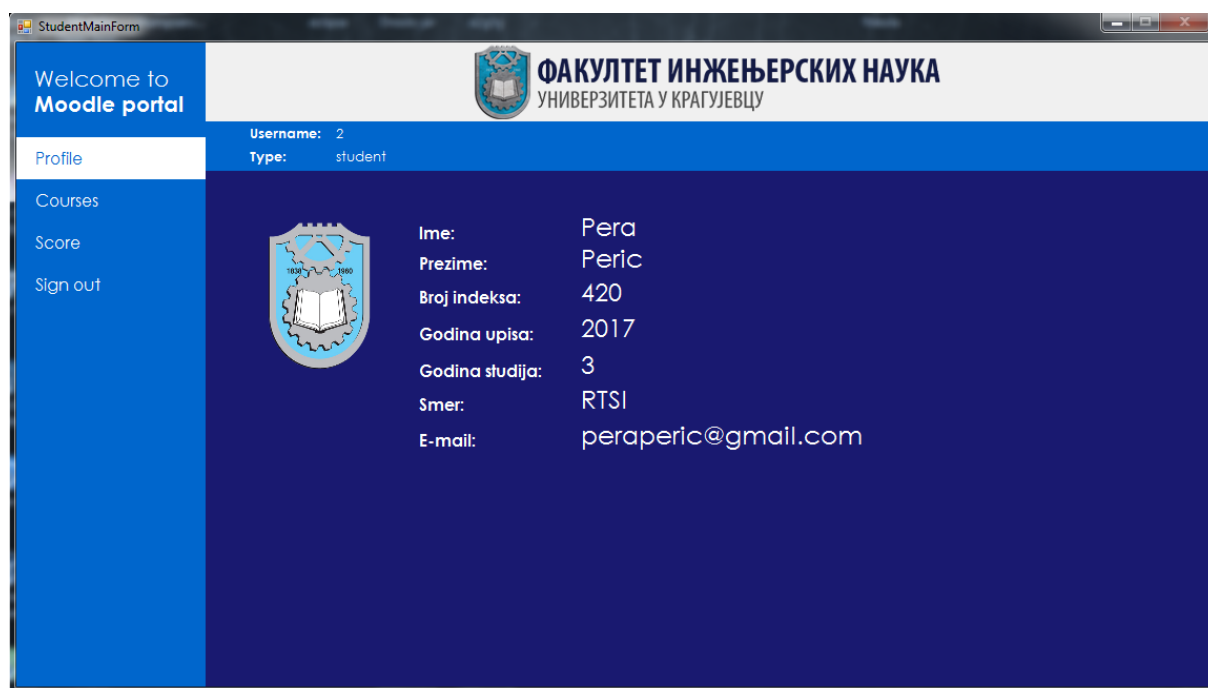 StudentMainForm
Welcome to
Moodle portal
ФАКУЛТЕТ ИНЖЕЊЕРСКИХ НАУКА
УНИВЕРЗИТЕТА У КРАГУЈЕВЦУ
Username: 2
Type: student
Profile
Courses
Score
Sign out
1838 1960
Ime: Pera
Prezime: Peric
Broj indeksa: 420
Godina upisa: 2017
Godina studija: 3
Smer: RTSI
E-mail: peraperic@gmail.com